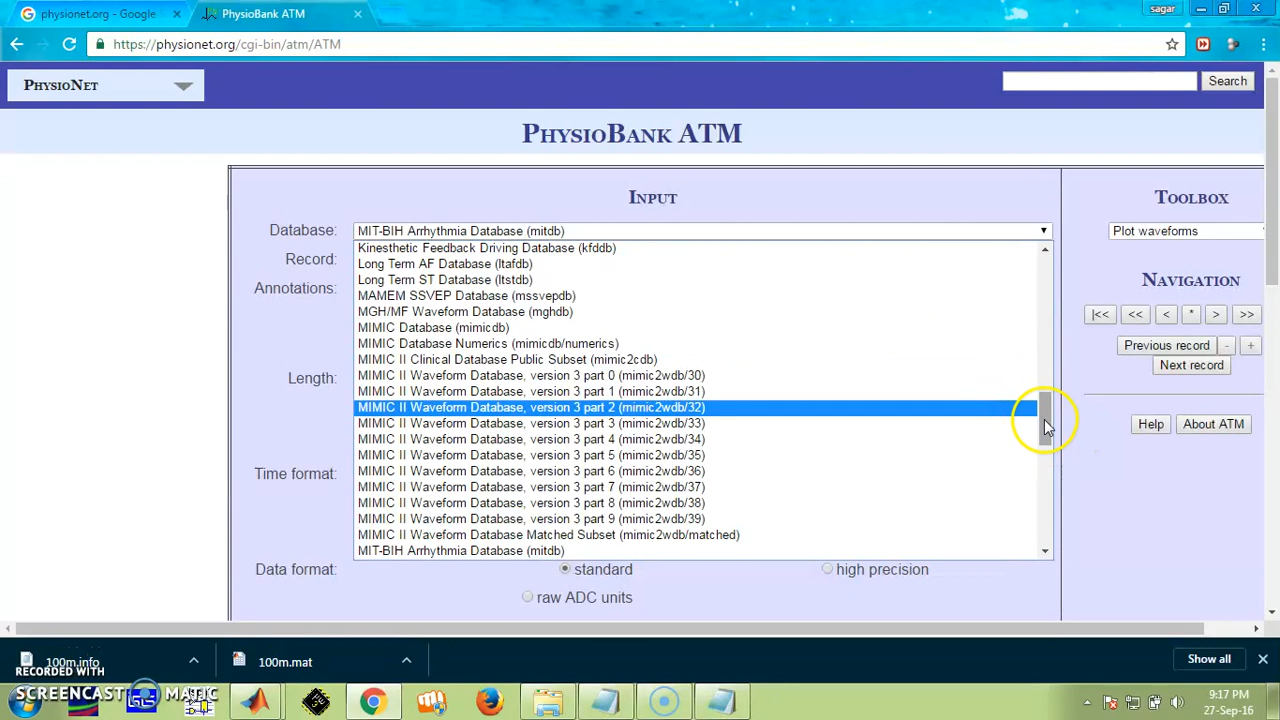 physionet.org - Google
PhysioBank ATM
sagar
https://physionet.org/cgi-bin/atm/ATM
PhysioNet
Search
PhysioBank ATM
Input
Toolbox
Database:
MIT-BIH Arrhythmia Database (mitdb)
Plot waveforms
Record:
Annotations:
Length:
Time format:
Data format:
Kinesthetic Feedback Driving Database (kfddb)
Long Term AF Database (ltafdb)
Long Term ST Database (ltstdb)
MAMEM SSVEP Database (mssvepdb)
MGH/MF Waveform Database (mghdb)
MIMIC Database (mimicdb)
MIMIC Database Numerics (mimicdb/numerics)
MIMIC II Clinical Database Public Subset (mimic2cdb)
MIMIC II Waveform Database, version 3 part 0 (mimic2wdb/30)
MIMIC II Waveform Database, version 3 part 1 (mimic2wdb/31)
MIMIC II Waveform Database, version 3 part 2 (mimic2wdb/32)
MIMIC II Waveform Database, version 3 part 3 (mimic2wdb/33)
MIMIC II Waveform Database, version 3 part 4 (mimic2wdb/34)
MIMIC II Waveform Database, version 3 part 5 (mimic2wdb/35)
MIMIC II Waveform Database, version 3 part 6 (mimic2wdb/36)
MIMIC II Waveform Database, version 3 part 7 (mimic2wdb/37)
MIMIC II Waveform Database, version 3 part 8 (mimic2wdb/38)
MIMIC II Waveform Database, version 3 part 9 (mimic2wdb/39)
MIMIC II Waveform Database Matched Subset (mimic2wdb/matched)
MIT-BIH Arrhythmia Database (mitdb)
standard
high precision
raw ADC units
Navigation
|<< << < * > >>
Previous record - +
Next record
Help
About ATM
100m.info
100m.mat
Show all
RECORDED WITH
SCREENCAST MATIC
9:17 PM
27-Sep-16